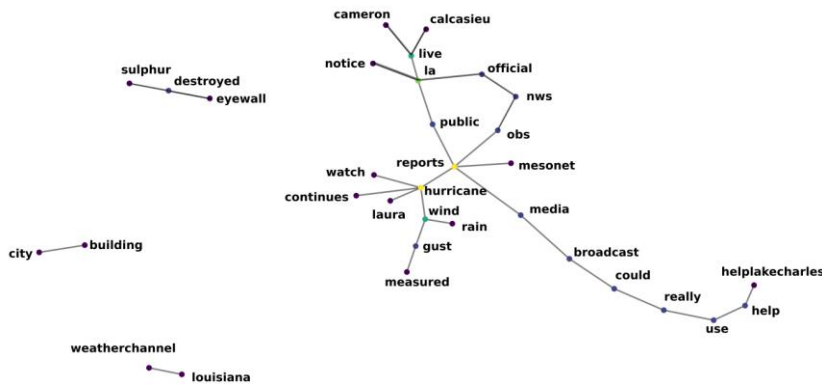 cameron
calcasieu
live
notice
la
official
sulphur
destroyed
eyewall
nws
public
obs
reports
mesonet
watch
hurricane
continues
laura
wind
media
rain
city
building
gust
broadcast
measured
could
helplakecharles
really
help
use
weatherchannel
louisiana